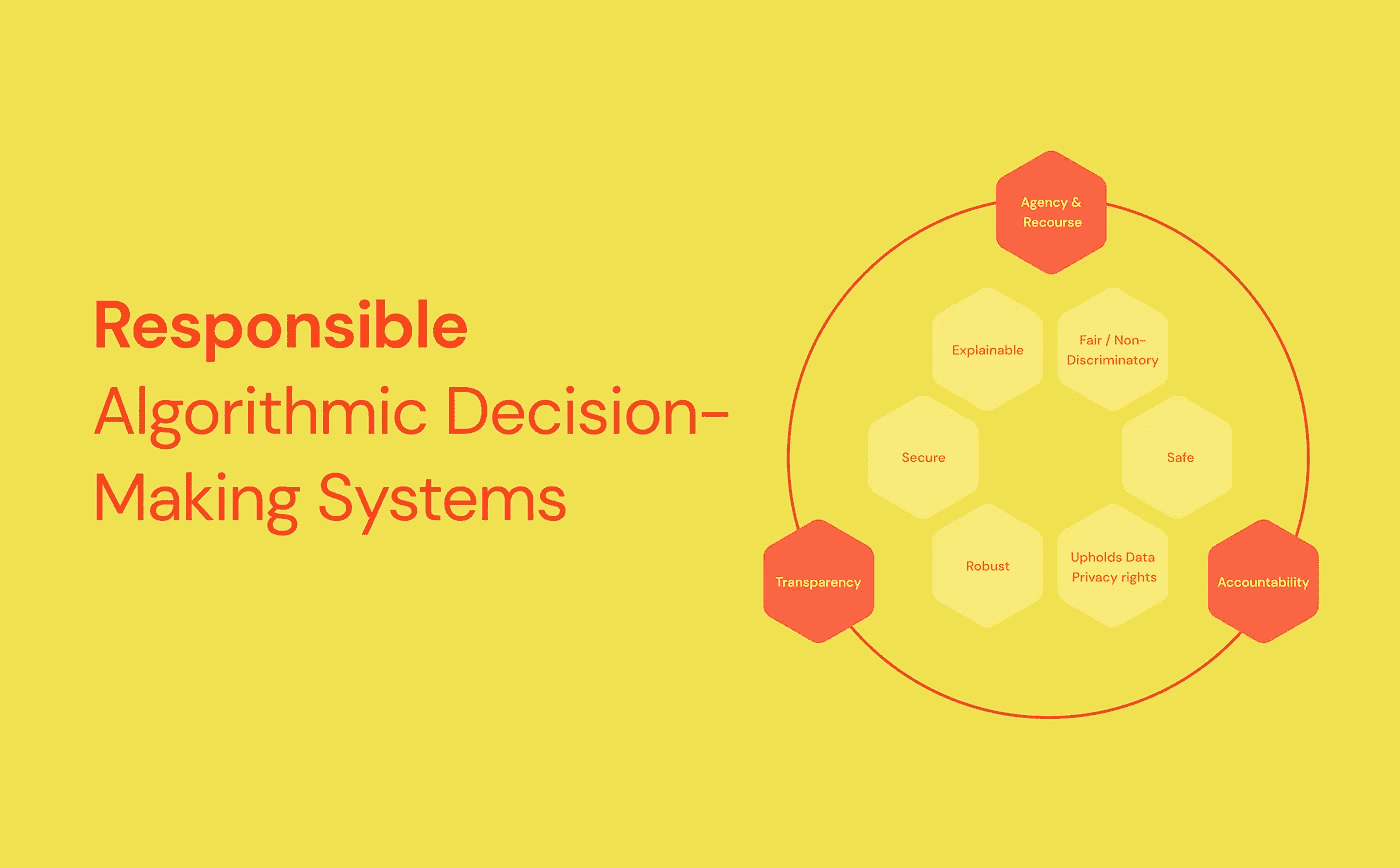 Responsible
Algorithmic Decision-
Making Systems
Agency &
Recourse
Explainable
Fair / Non-
Discriminatory
Secure
Safe
Robust
Upholds Data
Privacy rights
Transparency
Accountability